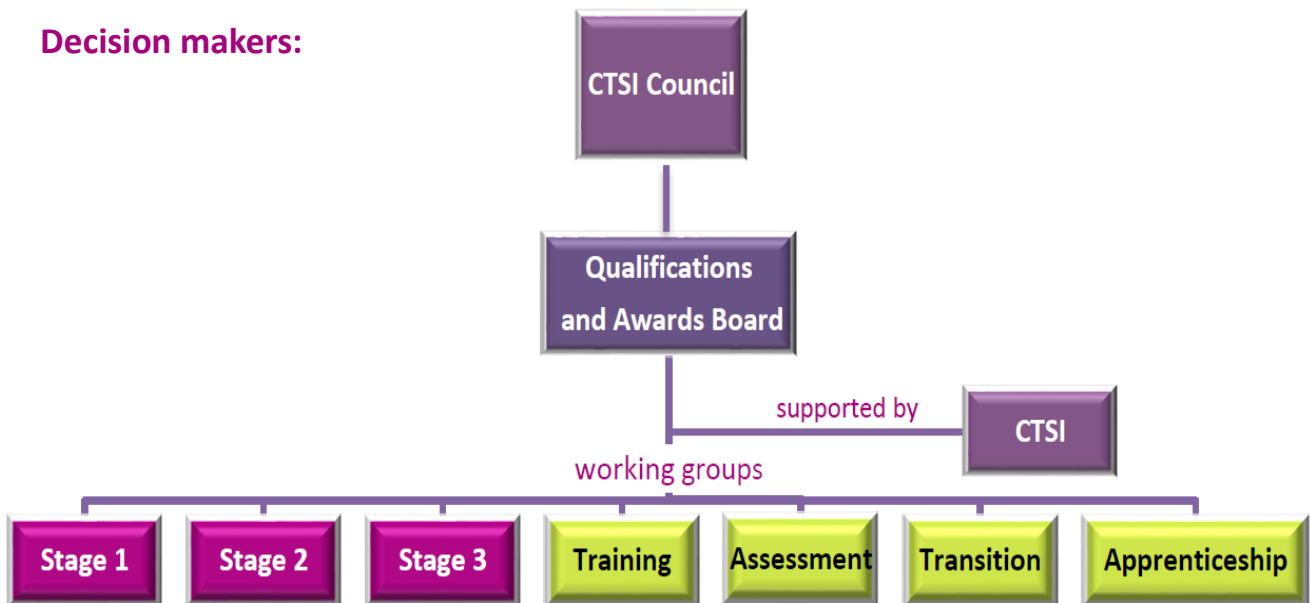 Decision makers:
CTSI Council
Qualifications
and Awards Board
supported by
CTSI
working groups
Stage 1
Stage 2
Stage 3
Training
Assessment
Transition
Apprenticeship